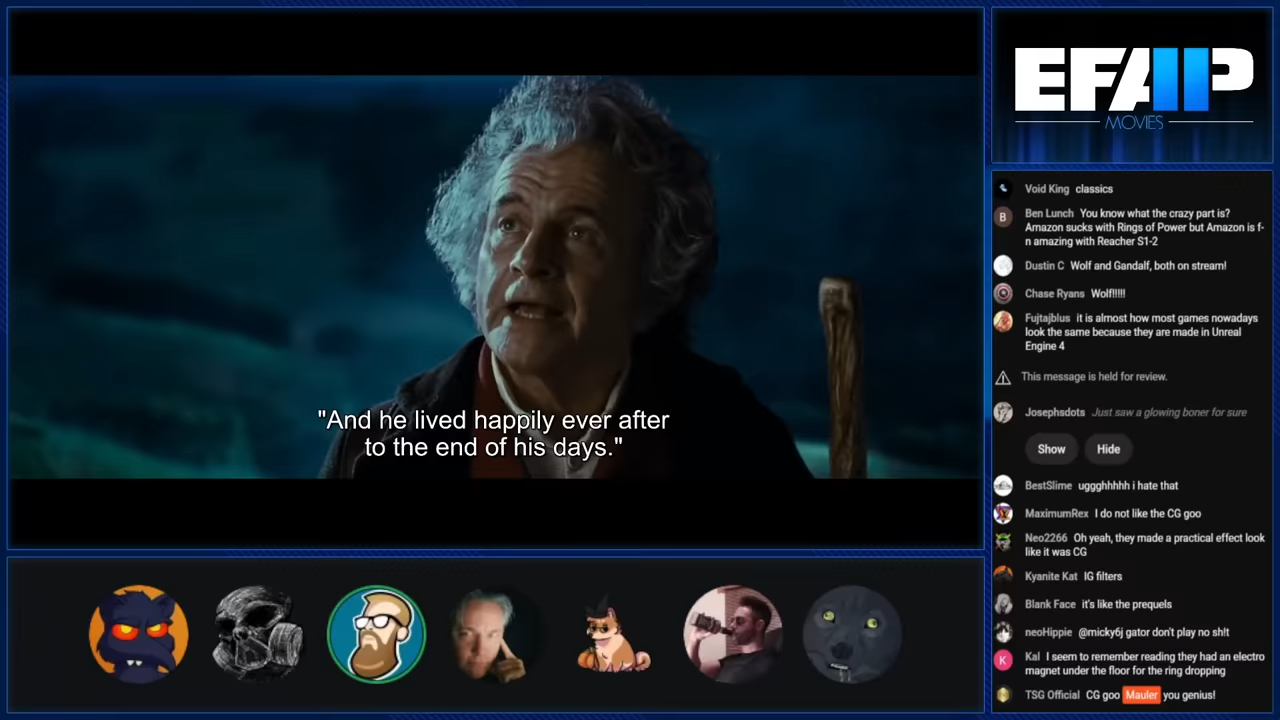 "And he lived happily ever after
to the end of his days."
EFAP
MOVIES
Void King classics
Ben Lunch You know what the crazy part is?
Amazon sucks with Rings of Power but Amazon is f-
n amazing with Reacher S1-2
Dustin C Wolf and Gandalf, both on stream!
Chase Ryans Wolf!!!!!
Fujtajblus it is almost how most games nowadays
look the same because they are made in Unreal
Engine 4
This message is held for review.
Josephsdots Just saw a glowing boner for sure
Show Hide
BestSlime uggghhhhh i hate that
MaximumRex I do not like the CG goo
Neo2266 Oh yeah, they made a practical effect look
like it was CG
Kyanite Kat IG filters
Blank Face it's like the prequels
neoHippie @micky6j gator don't play no sh!t
K
Kal I seem to remember reading they had an electro
magnet under the floor for the ring dropping
TSG Official CG goo Mauler you genius!
B